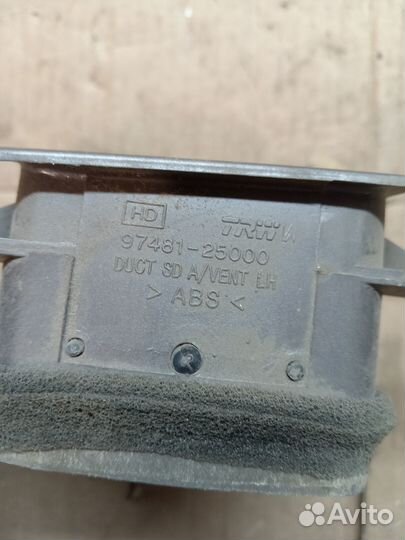 HD TRW
97481-25000
DUCT SD A/VENT LH
> ABS <
R
Avito